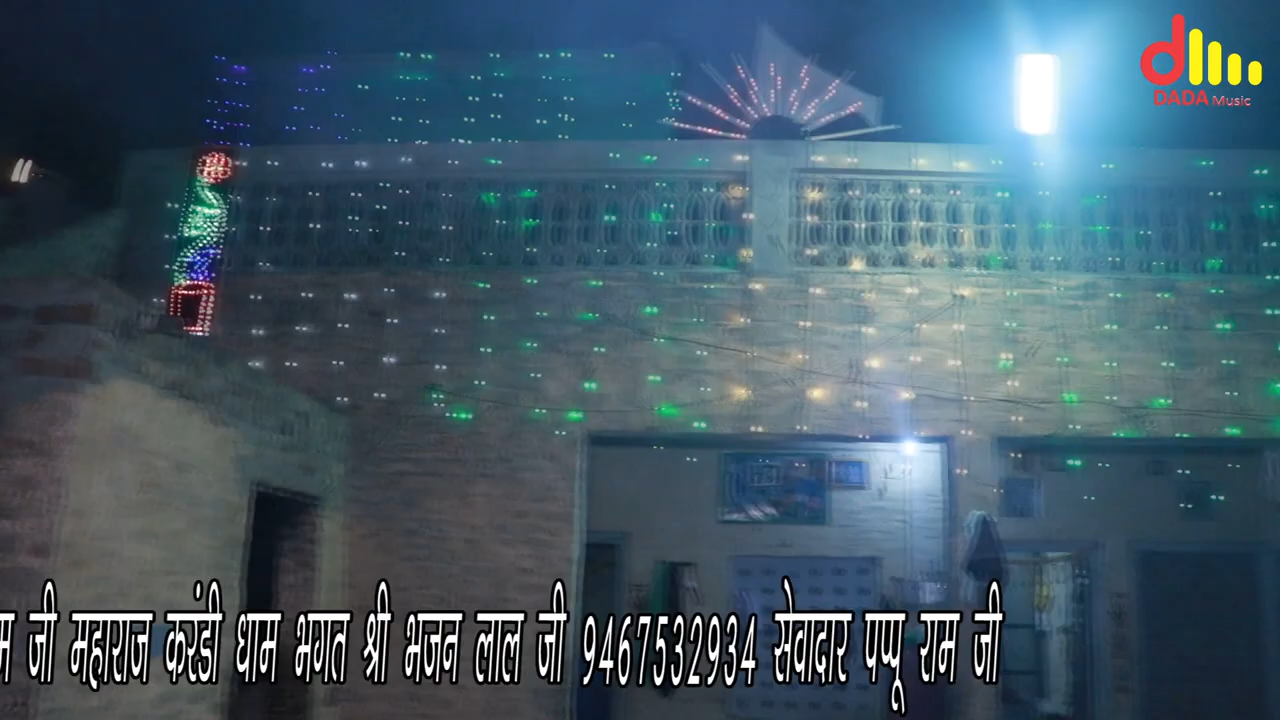 DADA Music
जी महाराज करंडी धाम भगत श्री भजन लाल जी 9467532934 सेवादार पप्पू राम जी